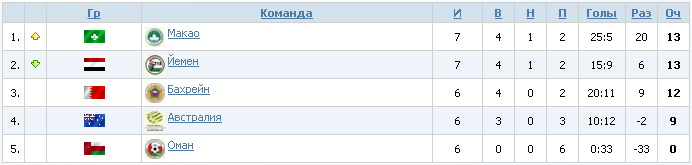 Гр Команда И В Н П Голы Раз Оч
1. Макао 7 4 1 2 25:5 20 13
2. Йемен 7 4 1 2 15:9 6 13
3. Бахрейн 6 4 0 2 20:11 9 12
4. Австралия 6 3 0 3 10:12 -2 9
5. Оман 6 0 0 6 0:33 -33 0